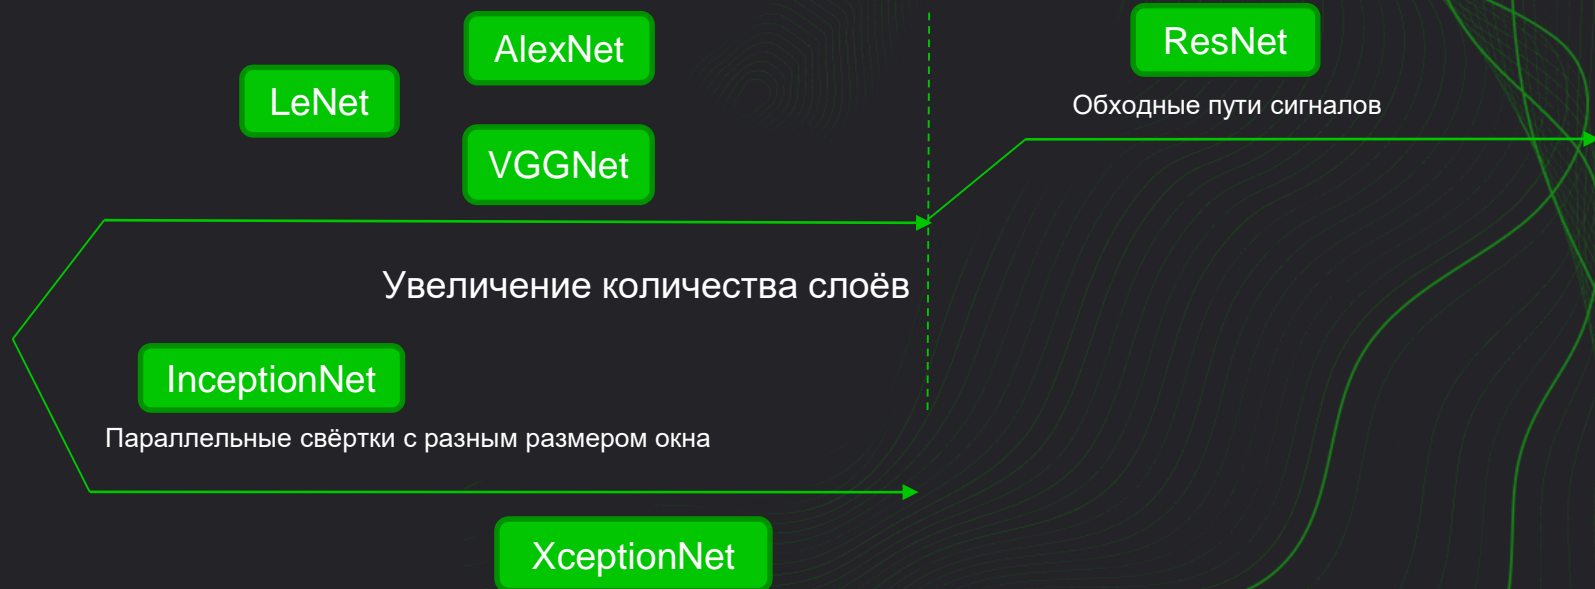 AlexNet
ResNet
LeNet
Обходные пути сигналов
VGGNet
Увеличение количества слоёв
InceptionNet
Параллельные свёртки с разным размером окна
XceptionNet